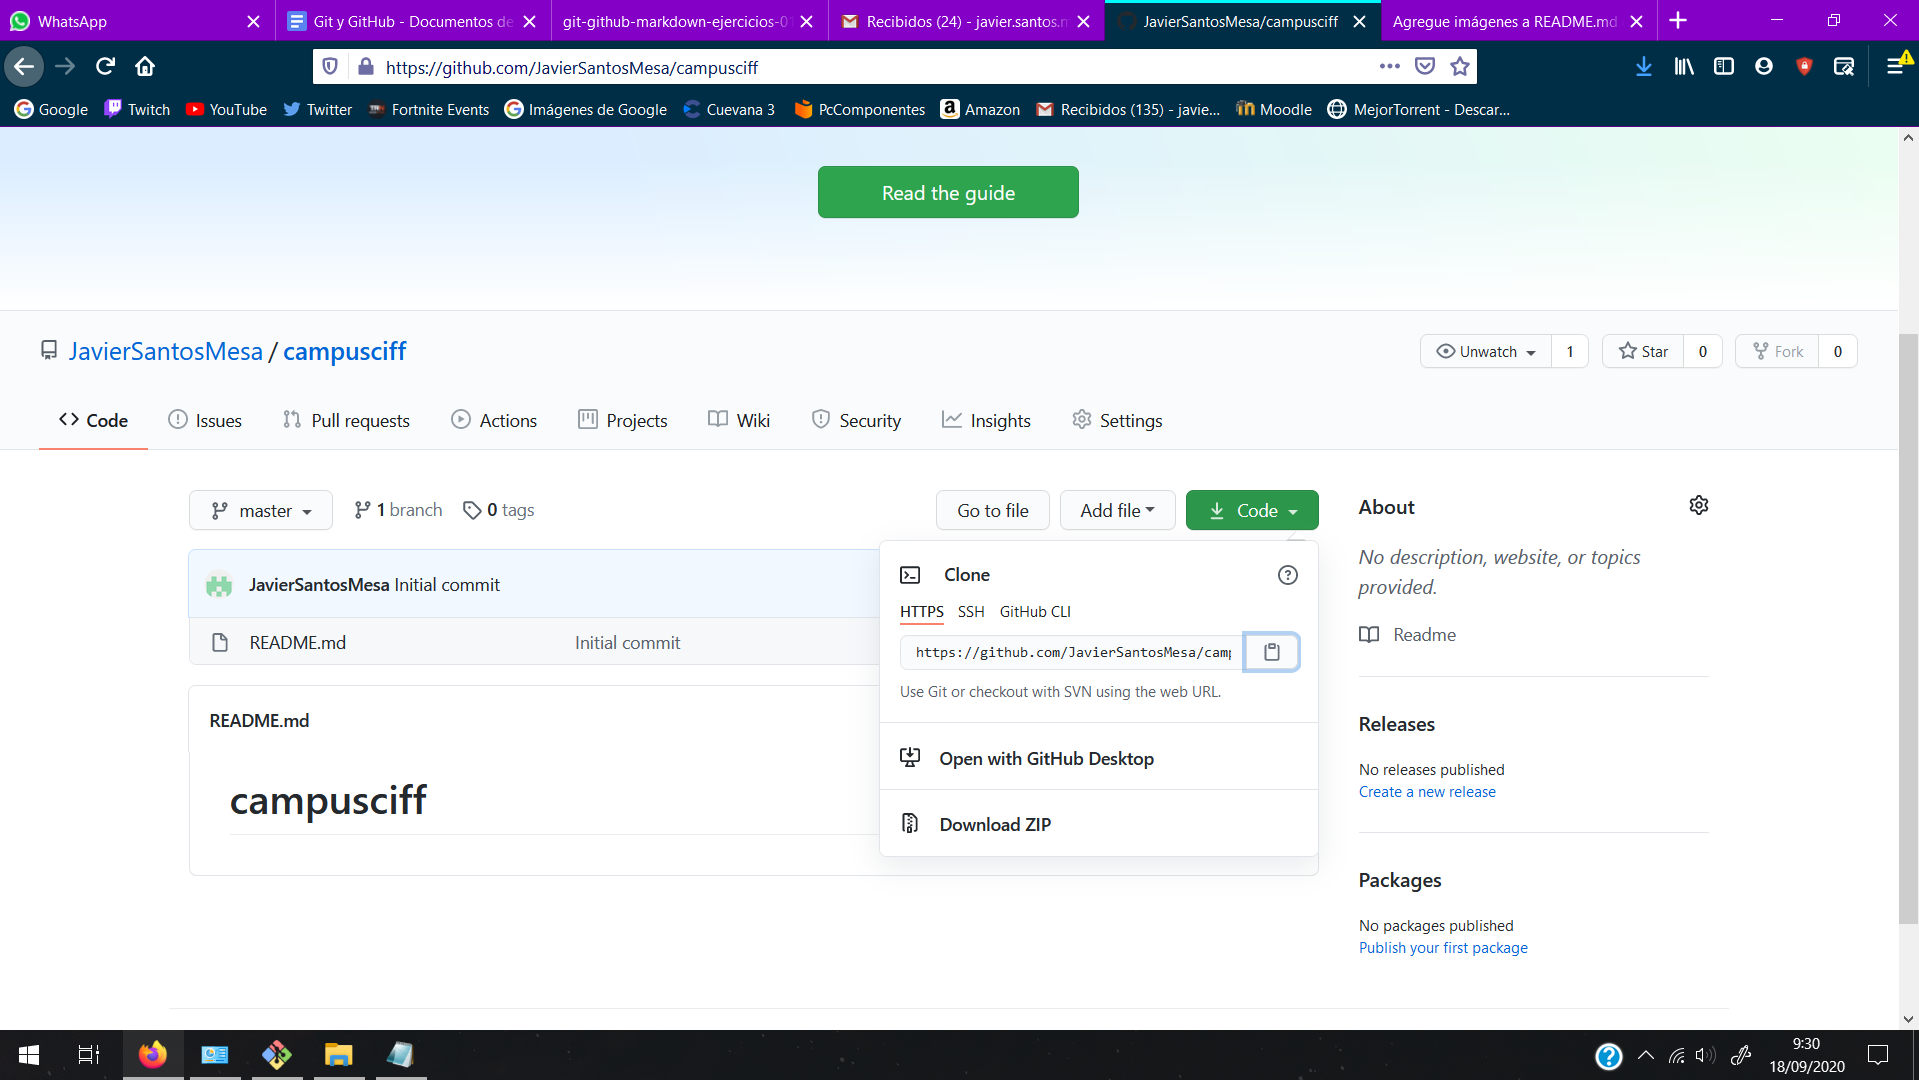 WhatsApp
Git y GitHub - Documentos de
git-github-markdown-ejercicios-01
Recibidos (24) - javier.santos.m
JavierSantosMesa/campusciff
Agregue imágenes a README.md
https://github.com/JavierSantosMesa/campusciff
Google
Twitch
YouTube
Twitter
Fortnite Events
Imágenes de Google
Cuevana 3
PcComponentes
Amazon
Recibidos (135) - javie...
Moodle
MejorTorrent - Descar...
Read the guide
JavierSantosMesa / campusciff
Unwatch 1
Star 0
Fork 0
Code
Issues
Pull requests
Actions
Projects
Wiki
Security
Insights
Settings
master
1 branch
0 tags
Go to file
Add file
Code
JavierSantosMesa Initial commit
README.md
Initial commit
README.md
campusciff
Clone
HTTPS
SSH
GitHub CLI
https://github.com/JavierSantosMesa/camp
Use Git or checkout with SVN using the web URL.
Open with GitHub Desktop
Download ZIP
About
No description, website, or topics
provided.
Readme
Releases
No releases published
Create a new release
Packages
No packages published
Publish your first package
9:30
18/09/2020